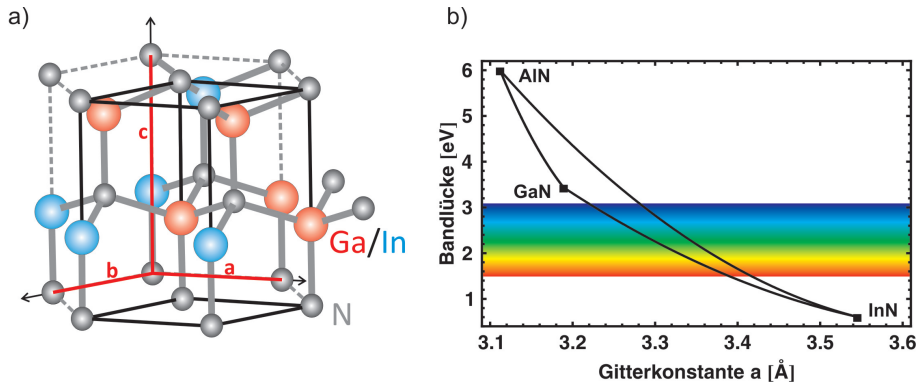 a)
c
b
a
Ga/In
N
b)
Bandlücke [eV]
6
5
4
3
2
1
AlN
GaN
InN
3.1 3.2 3.3 3.4 3.5 3.6
Gitterkonstante a [Å]